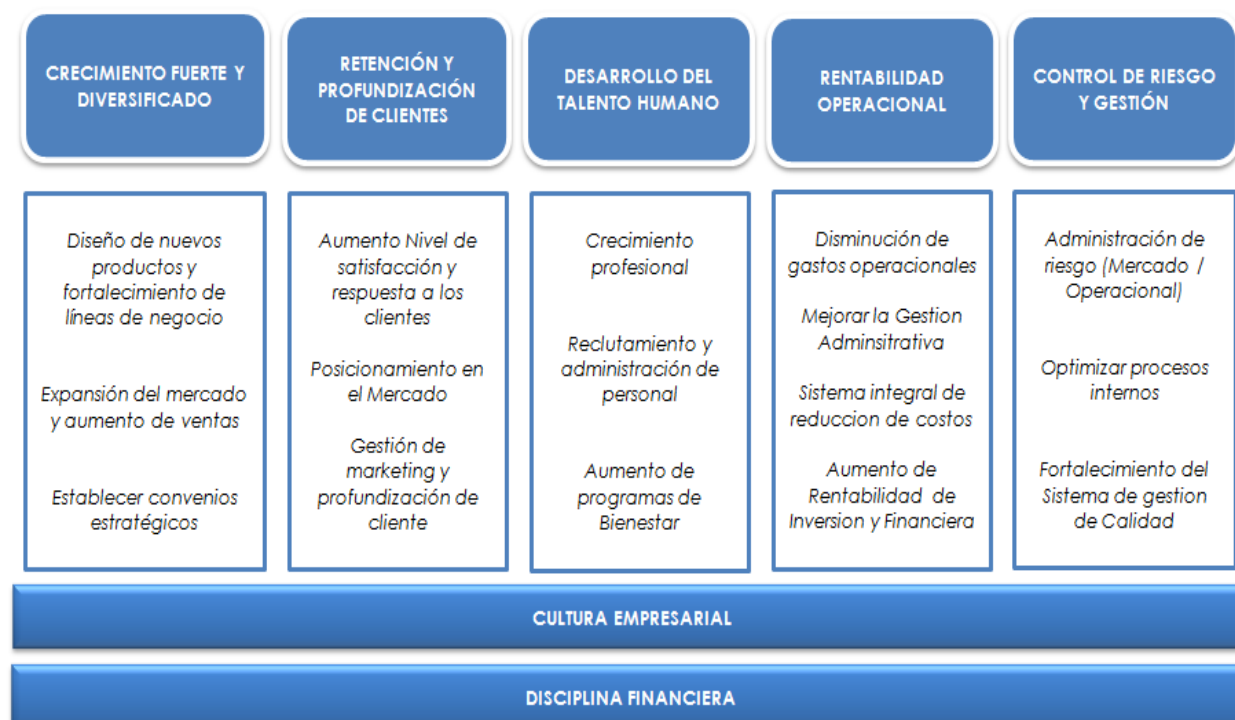 CRECIMIENTO FUERTE Y
DIVERSIFICADO
RETENCIÓN Y
PROFUNDIZACIÓN
DE CLIENTES
DESARROLLO DEL
TALENTO HUMANO
RENTABILIDAD
OPERACIONAL
CONTROL DE RIESGO
Y GESTIÓN
Diseño de nuevos
productos y
fortalecimiento de
líneas de negocio
Expansión del mercado
y aumento de ventas
Establecer convenios
estratégicos
Aumento Nivel de
satisfacción y
respuesta a los
clientes
Posicionamiento en
el Mercado
Gestión de
marketing y
profundización de
cliente
Crecimiento
profesional
Reclutamiento y
administración de
personal
Aumento de
programas de
Bienestar
Disminución de
gastos operacionales
Mejorar la Gestion
Adminsitrativa
Sistema integral de
reduccion de costos
Aumento de
Rentabilidad de
Inversion y Financiera
Administración de
riesgo (Mercado /
Operacional)
Optimizar procesos
internos
Fortalecimiento del
Sistema de gestion
de Calidad
CULTURA EMPRESARIAL
DISCIPLINA FINANCIERA